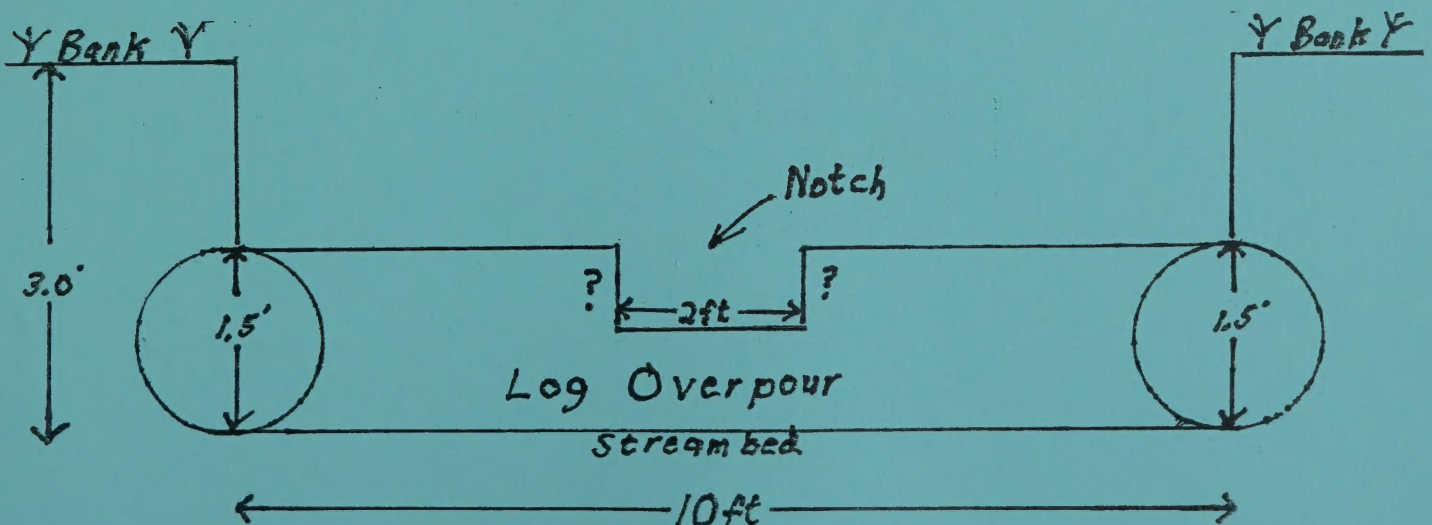 Bank
Bank
Notch
3.0'
1.5'
?
2ft
?
1.5'
Log Overpour
stream bed
10ft